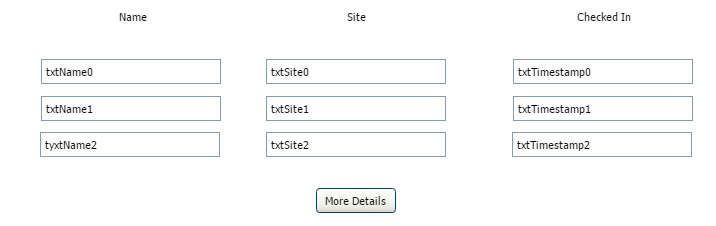 Name Site Checked In
txtName0 txtSite0 txtTimestamp0
txtName1 txtSite1 txtTimestamp1
tyxtName2 txtSite2 txtTimestamp2
More Details